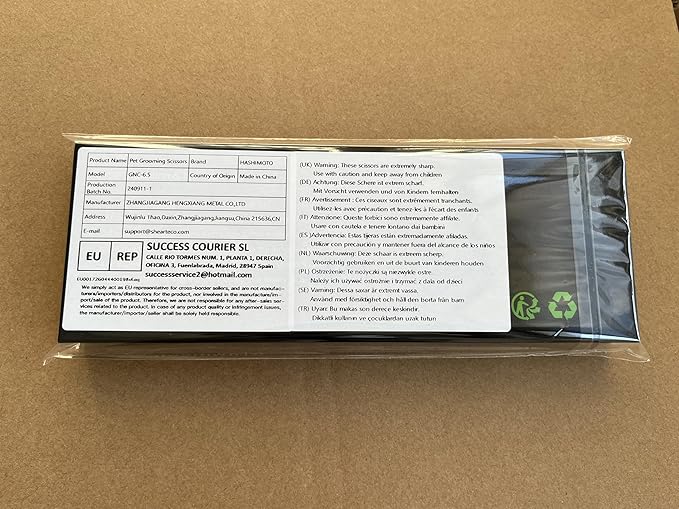 Product Name Pet Grooming Scissors Brand HASHIMOTO
Model GNC-6.5 Country of Origin Made in China
Production Batch No. 240911-1
Manufacturer ZHANGJIAGANG HENGXIANG METAL CO,LTD
Address Wujinlu 1hao,Daxin,Zhangjiagang,Jiangsu,China 215636,CN
E-mail support@shearteco.com
EU REP
SUCCESS COURIER SL
CALLE RIO TORMES NUM. 1, PLANTA 1, DERECHA,
OFICINA 3, Fuenlabrada, Madrid, 28947 Spain
successservice2@hotmail.com
We simply act as EU representative for cross-border sellers, and are not manufac-
turers/importers/distributors for the product, nor involved in the manufacture/im-
port/sale of the product. Therefore, we are not responsible for any after-sales ser-
vices related to the product. In case of any product quality or infringement issues,
the manufacturer/importer/seller shall be solely held responsible.
(UK) Warning: These scissors are extremely sharp.
Use with caution and keep away from children
(DE) Achtung: Diese Schere ist extrem scharf.
Mit Vorsicht verwenden und von Kindern fernhalten
(FR) Avertissement : Ces ciseaux sont extrêmement tranchants.
Utilisez-les avec précaution et tenez-les à l'écart des enfants
(IT) Attenzione: Queste forbici sono estremamente affilate.
Usare con cautela e tenere lontano dai bambini
(ES) Advertencia: Estas tijeras están extremadamente afiladas.
Utilizar con precaución y mantener fuera del alcance de los niños
(NL) Waarschuwing: Deze schaar is extreem scherp.
Voorzichtig gebruiken en uit de buurt van kinderen houden
(PL) Ostrzeżenie: Te nożyczki są niezwykle ostre.
Należy ich używać ostrożnie i trzymać z dala od dzieci
(SE) Warning: Dessa saxar är extremt vassa.
Använd med försiktighet och håll den borta från barn
(TR) Uyarı: Bu makas son derece keskindir.
Dikkatli kullanın ve çocuklardan uzak tutun